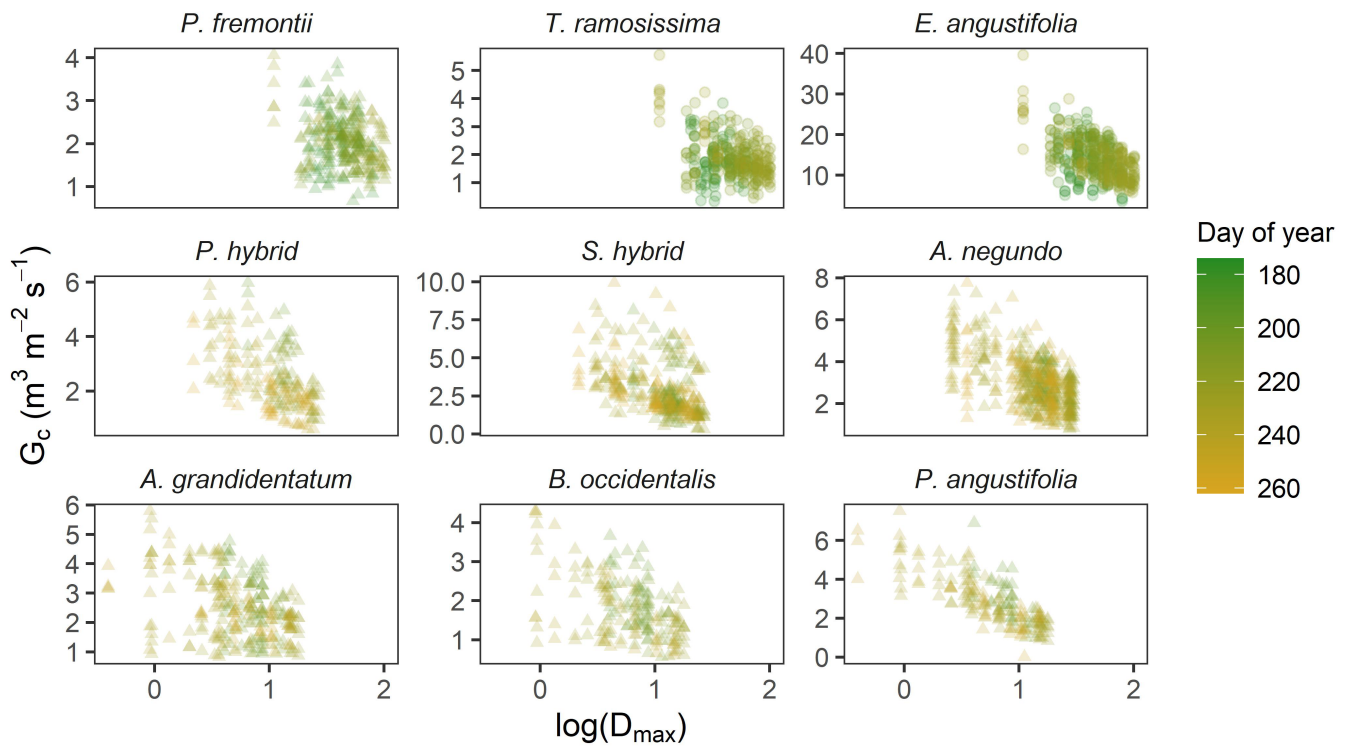 P. fremontii
T. ramosissima
E. angustifolia
4
3
2
1
5
4
3
2
1
40
30
20
10
P. hybrid
S. hybrid
A. negundo
6
4
2
10.0
7.5
5.0
2.5
0.0
8
6
4
2
A. grandidentatum
B. occidentalis
P. angustifolia
6
5
4
3
2
1
4
3
2
1
6
4
2
0
0 1 2
0 1 2
0 1 2
G_c (m³ m⁻² s⁻¹)
log(D_max)
Day of year
180
200
220
240
260